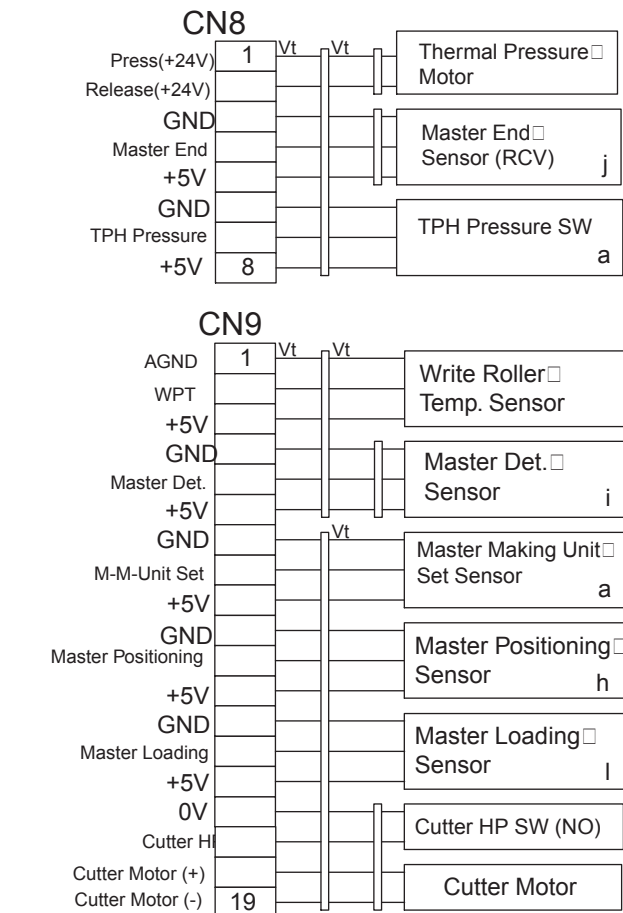 CN8
Press(+24V) 1 Vt Vt Thermal Pressure□
Motor
Release(+24V)
GND
Master End□
Master End
Sensor (RCV) j
+5V
GND
TPH Pressure SW
TPH Pressure
a
+5V 8
CN9
AGND 1 Vt Vt
Write Roller□
WPT
Temp. Sensor
+5V
GND
Master Det.□
Master Det.
Sensor i
+5V
GND Vt
Master Making Unit□
M-M-Unit Set
Set Sensor a
+5V
GND
Master Positioning□
Master Positioning
Sensor h
+5V
GND
Master Loading□
Master Loading
Sensor l
+5V
0V
Cutter HP SW (NO)
Cutter H
Cutter Motor (+)
Cutter Motor
Cutter Motor (-) 19